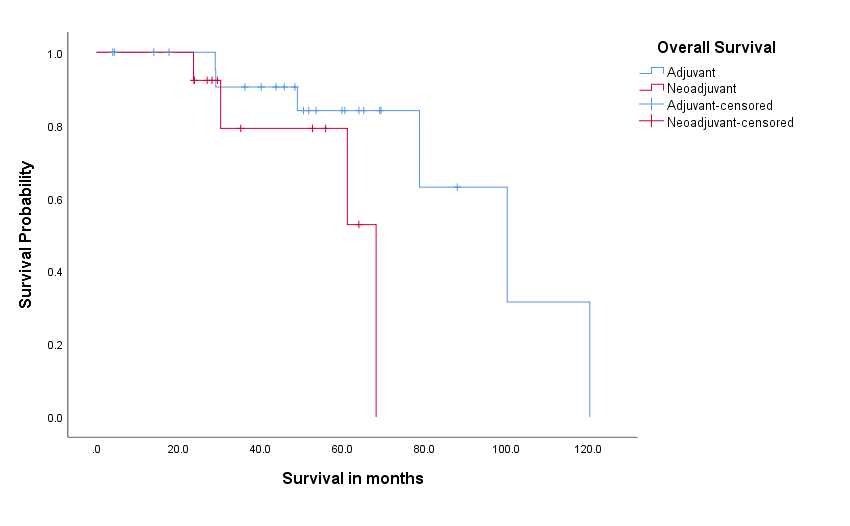 Overall Survival
Adjuvant
Neoadjuvant
Adjuvant-censored
Neoadjuvant-censored
1.0
0.8
0.6
0.4
0.2
0.0
Survival Probability
.0 20.0 40.0 60.0 80.0 100.0 120.0
Survival in months